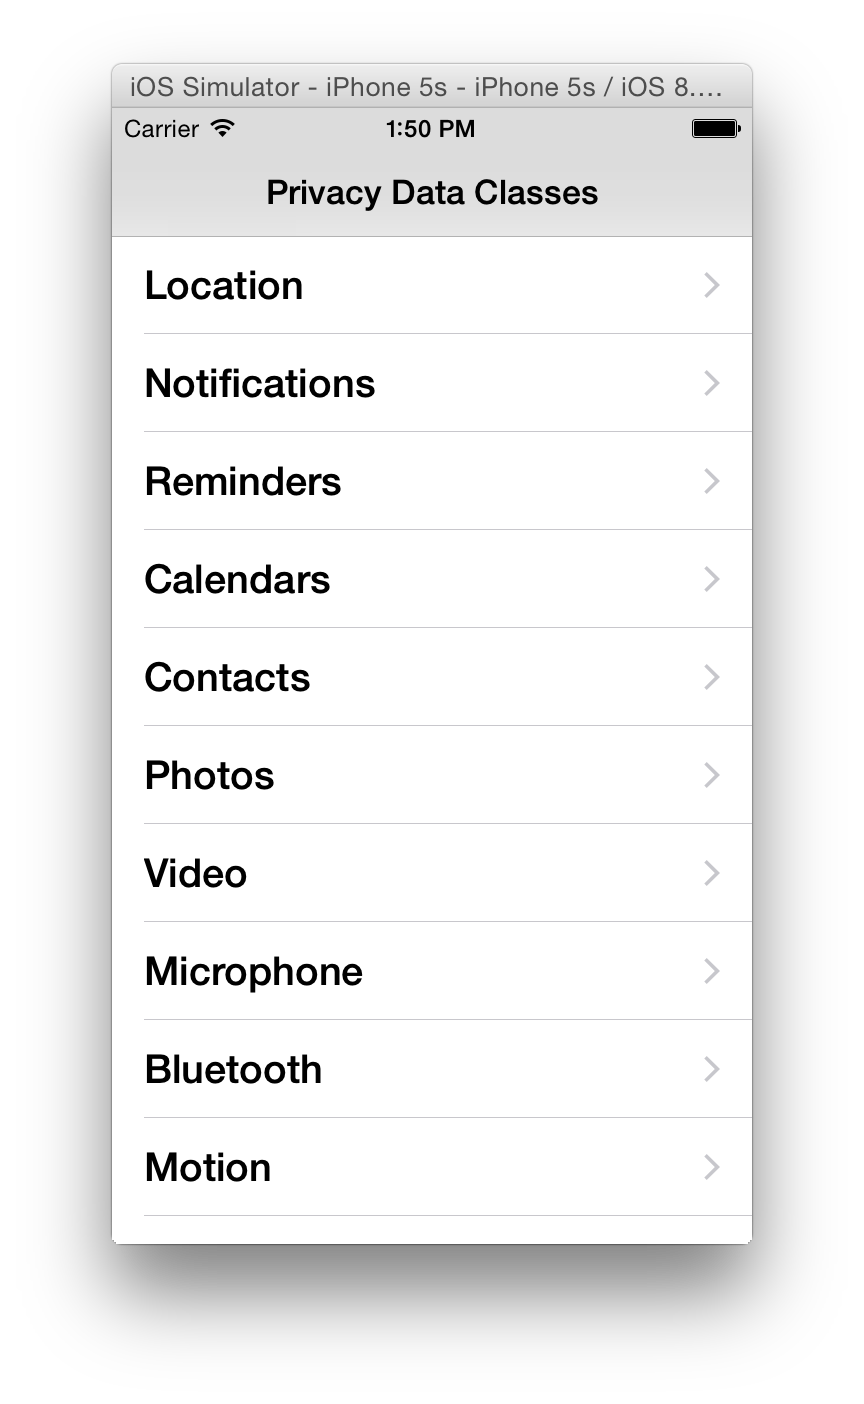 iOS Simulator - iPhone 5s - iPhone 5s / iOS 8....
Carrier 1:50 PM
Privacy Data Classes
Location
Notifications
Reminders
Calendars
Contacts
Photos
Video
Microphone
Bluetooth
Motion